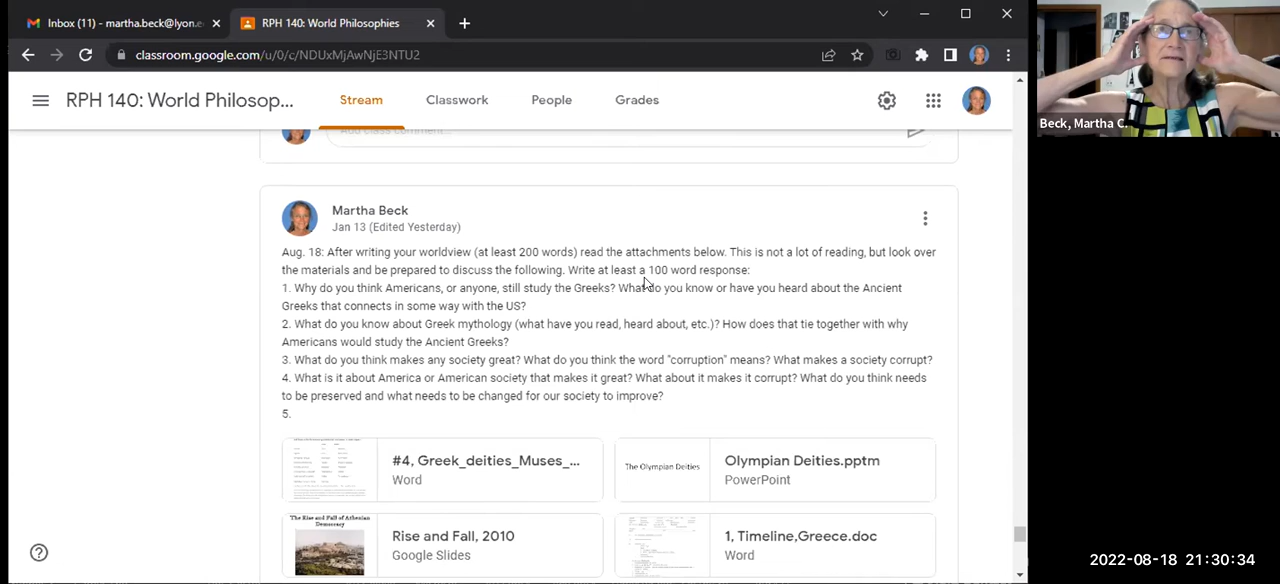 Inbox (11) - martha.beck@lyon.e
RPH 140: World Philosophies
classroom.google.com/u/0/c/NDUxMjAwNjE3NTU2
RPH 140: World Philosop...
Stream
Classwork
People
Grades
Beck, Martha C.
Add class comment...
Martha Beck
Jan 13 (Edited Yesterday)
Aug. 18: After writing your worldview (at least 200 words) read the attachments below. This is not a lot of reading, but look over
the materials and be prepared to discuss the following. Write at least a 100 word response:
1. Why do you think Americans, or anyone, still study the Greeks? What do you know or have you heard about the Ancient
Greeks that connects in some way with the US?
2. What do you know about Greek mythology (what have you read, heard about, etc.)? How does that tie together with why
Americans would study the Ancient Greeks?
3. What do you think makes any society great? What do you think the word "corruption" means? What makes a society corrupt?
4. What is it about America or American society that makes it great? What about it makes it corrupt? What do you think needs
to be preserved and what needs to be changed for our society to improve?
5.
#4, Greek_deities_Muses_...
Word
The Olympian Deities
Olympian Deities.pptm
PowerPoint
The Rise and Fall of Athenian
Democracy
Rise and Fall, 2010
Google Slides
1, Timeline,Greece.doc
Word
2022-08-18 21:30:34